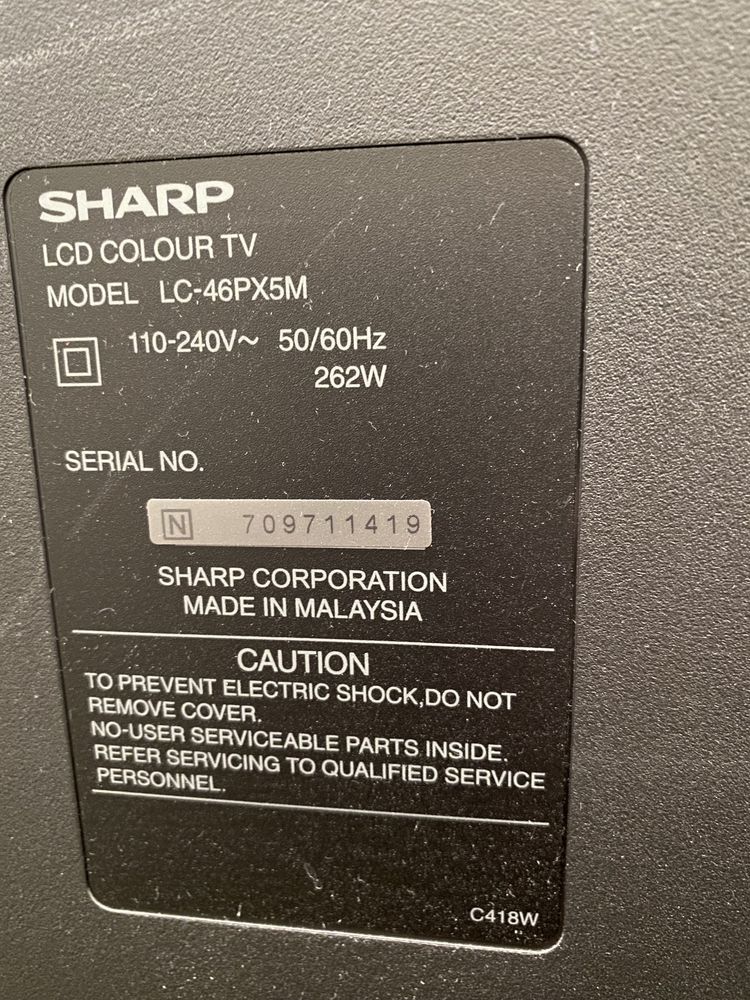 SHARP
LCD COLOUR TV
MODEL LC-46PX5M
110-240V~ 50/60Hz
262W
SERIAL NO.
N 709711419
SHARP CORPORATION
MADE IN MALAYSIA
CAUTION
TO PREVENT ELECTRIC SHOCK,DO NOT
REMOVE COVER.
NO-USER SERVICEABLE PARTS INSIDE.
REFER SERVICING TO QUALIFIED SERVICE
PERSONNEL.
C418W